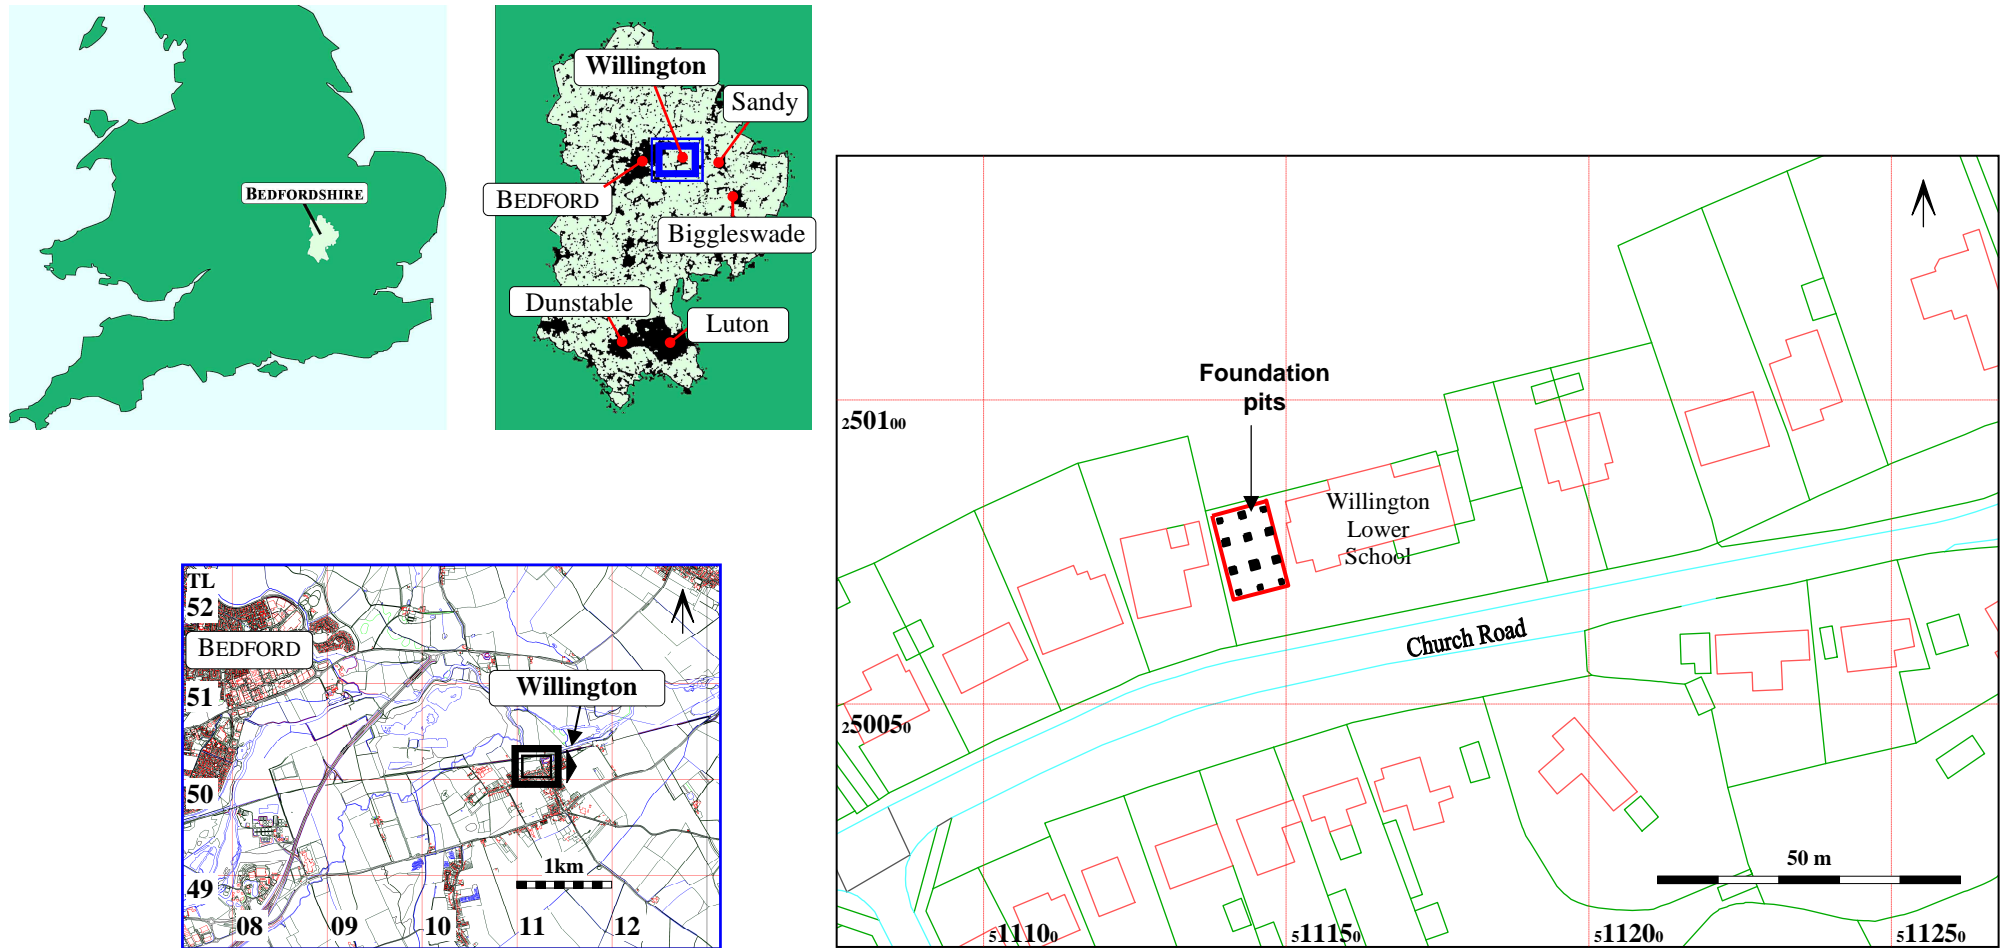 BEDFORDSHIRE
Willington
Sandy
BEDFORD
Biggleswade
Dunstable
Luton
TL
52
BEDFORD
51
Willington
50
1km
49
08 09 10 11 12
Foundation
pits
250100
Willington
Lower
School
Church Road
250050
50 m
511100 511150 511200 511250